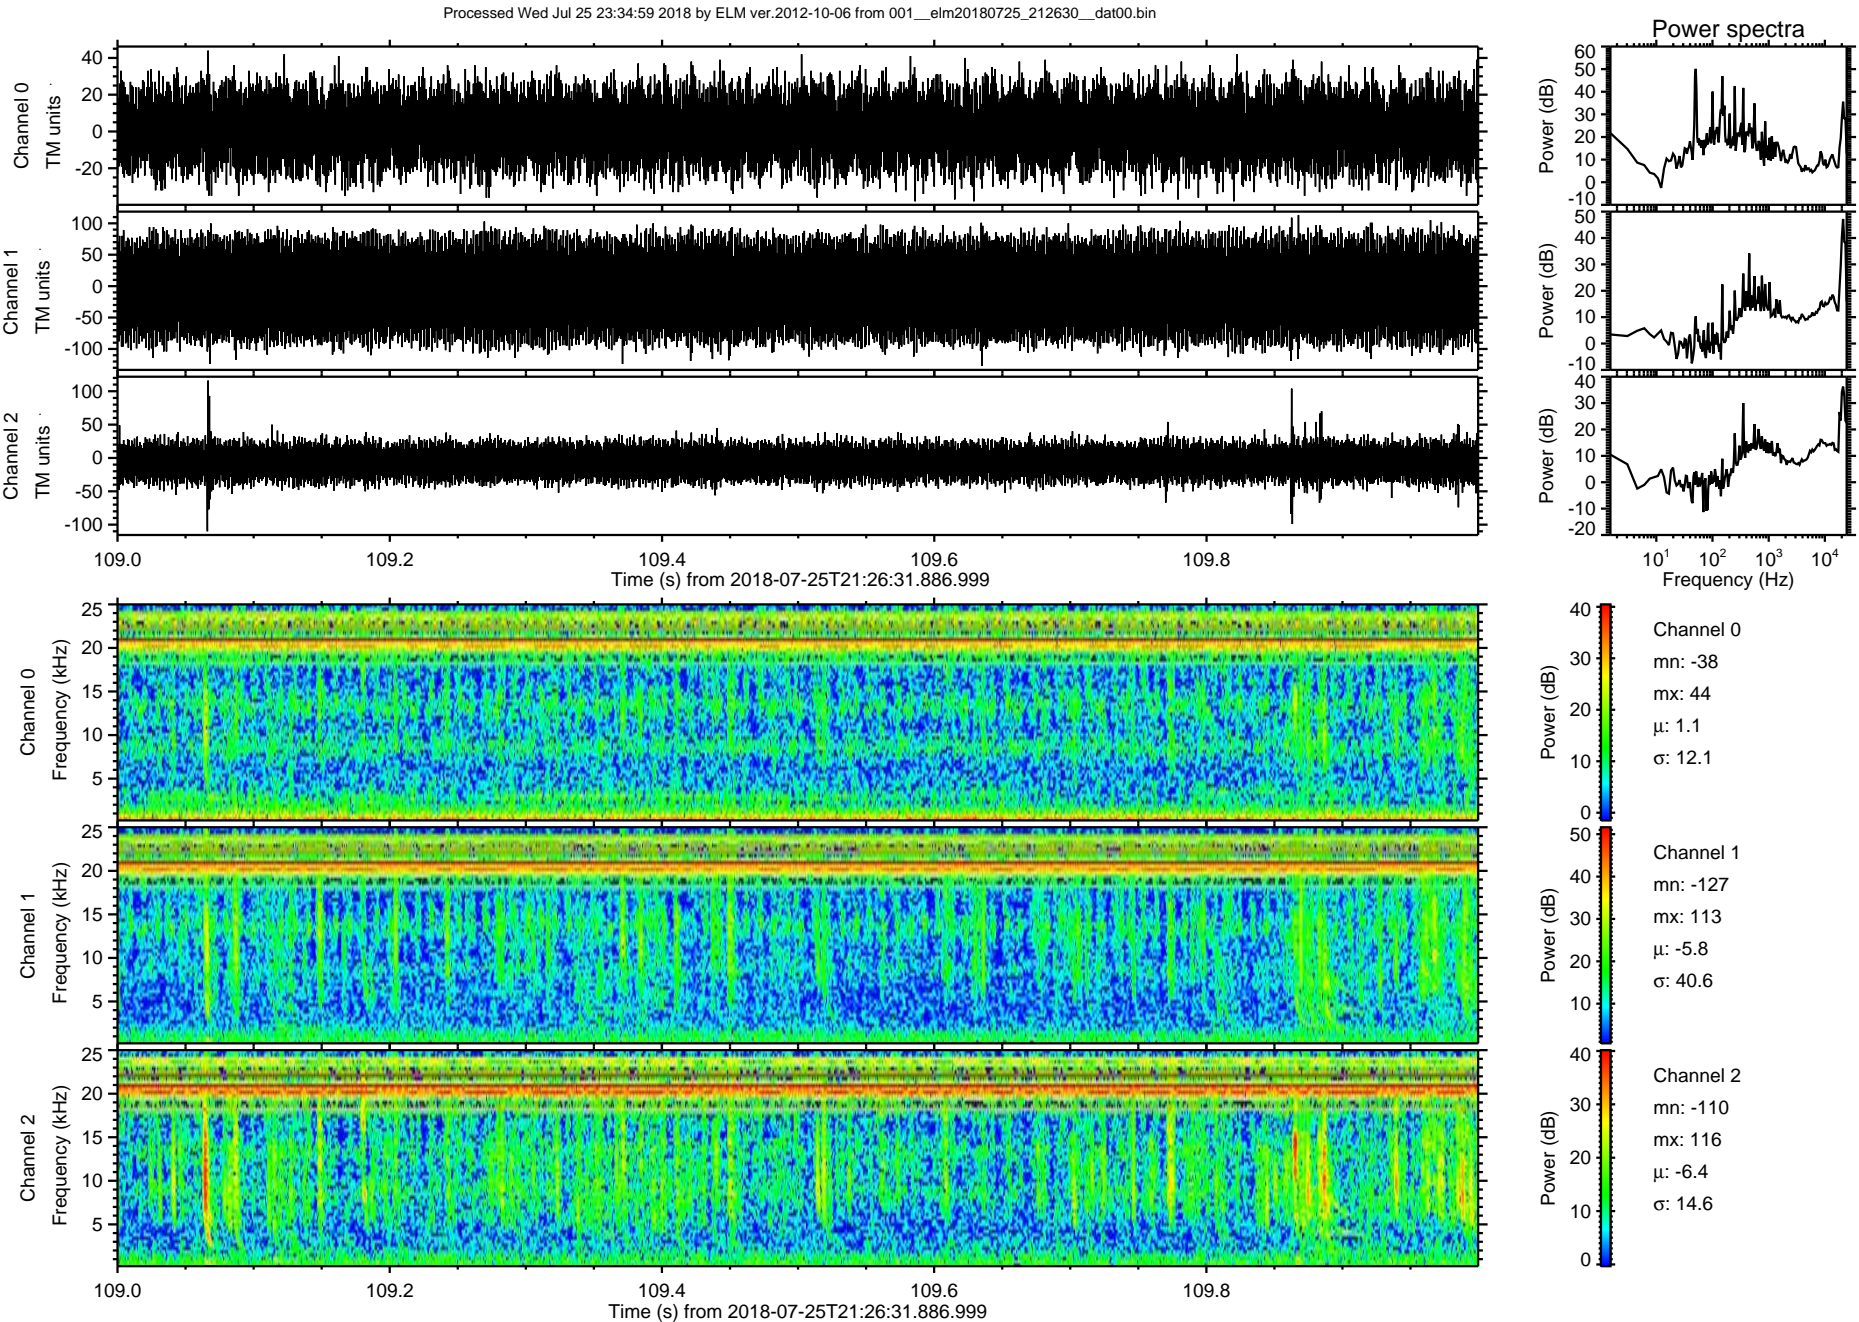 Processed Wed Jul 25 23:34:59 2018 by ELM ver.2012-10-06 from 001__elm20180725_212630__dat00.bin
Power spectra
Channel 0
TM units
40
20
0
-20
Power (dB)
60
50
40
30
20
10
0
-10
Channel 1
TM units
100
50
0
-50
-100
Power (dB)
50
40
30
20
10
0
-10
Channel 2
TM units
100
50
0
-50
-100
Power (dB)
40
30
20
10
0
-10
-20
109.0 109.2 109.4 109.6 109.8
Time (s) from 2018-07-25T21:26:31.886.999
10¹ 10² 10³ 10⁴
Frequency (Hz)
Channel 0
Frequency (kHz)
25
20
15
10
5
Power (dB)
40
30
20
10
0
Channel 0
mn: -38
mx: 44
μ: 1.1
σ: 12.1
Channel 1
Frequency (kHz)
25
20
15
10
5
Power (dB)
50
40
30
20
10
Channel 1
mn: -127
mx: 113
μ: -5.8
σ: 40.6
Channel 2
Frequency (kHz)
25
20
15
10
5
Power (dB)
40
30
20
10
0
Channel 2
mn: -110
mx: 116
μ: -6.4
σ: 14.6
109.0 109.2 109.4 109.6 109.8
Time (s) from 2018-07-25T21:26:31.886.999